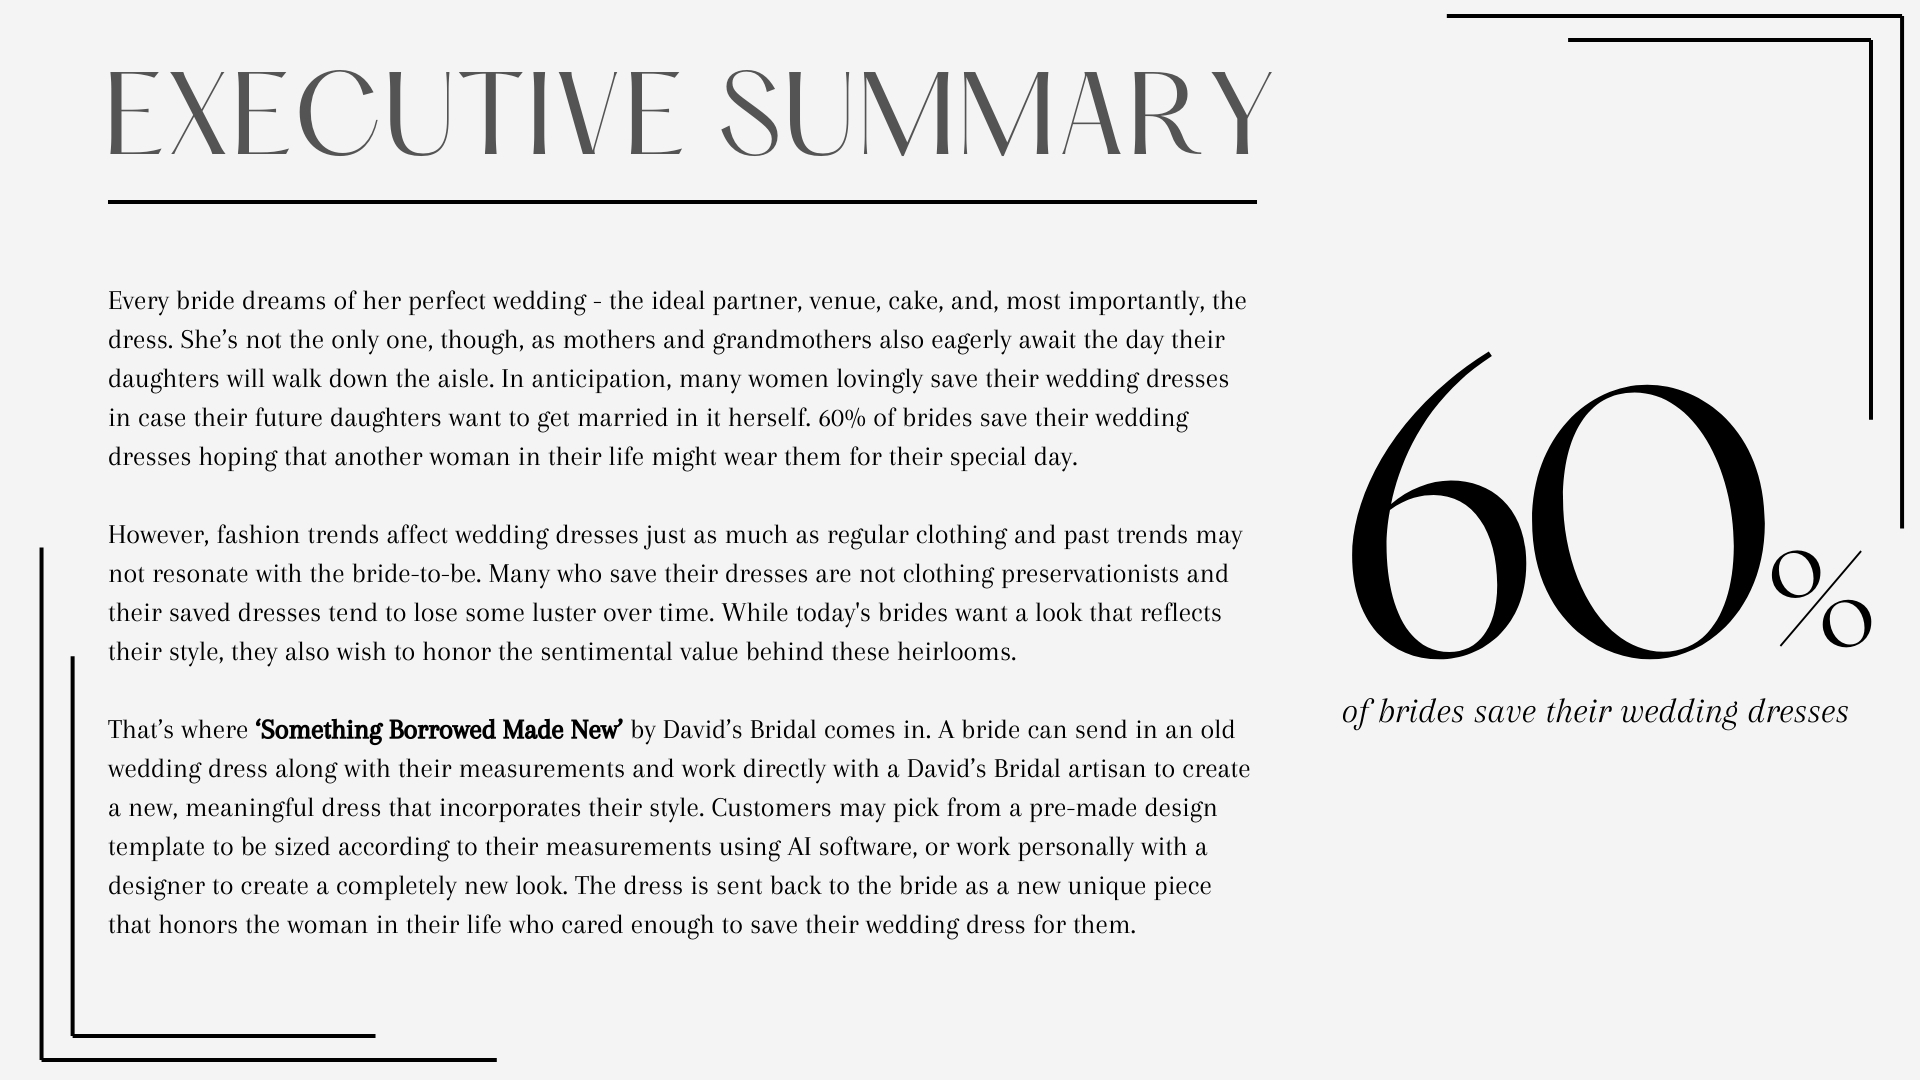 EXECUTIVE SUMMARY
Every bride dreams of her perfect wedding - the ideal partner, venue, cake, and, most importantly, the
dress. She’s not the only one, though, as mothers and grandmothers also eagerly await the day their
daughters will walk down the aisle. In anticipation, many women lovingly save their wedding dresses
in case their future daughters want to get married in it herself. 60% of brides save their wedding
dresses hoping that another woman in their life might wear them for their special day.
However, fashion trends affect wedding dresses just as much as regular clothing and past trends may
not resonate with the bride-to-be. Many who save their dresses are not clothing preservationists and
their saved dresses tend to lose some luster over time. While today's brides want a look that reflects
their style, they also wish to honor the sentimental value behind these heirlooms.
That’s where ‘Something Borrowed Made New’ by David’s Bridal comes in. A bride can send in an old
wedding dress along with their measurements and work directly with a David’s Bridal artisan to create
a new, meaningful dress that incorporates their style. Customers may pick from a pre-made design
template to be sized according to their measurements using AI software, or work personally with a
designer to create a completely new look. The dress is sent back to the bride as a new unique piece
that honors the woman in their life who cared enough to save their wedding dress for them.
60%
of brides save their wedding dresses